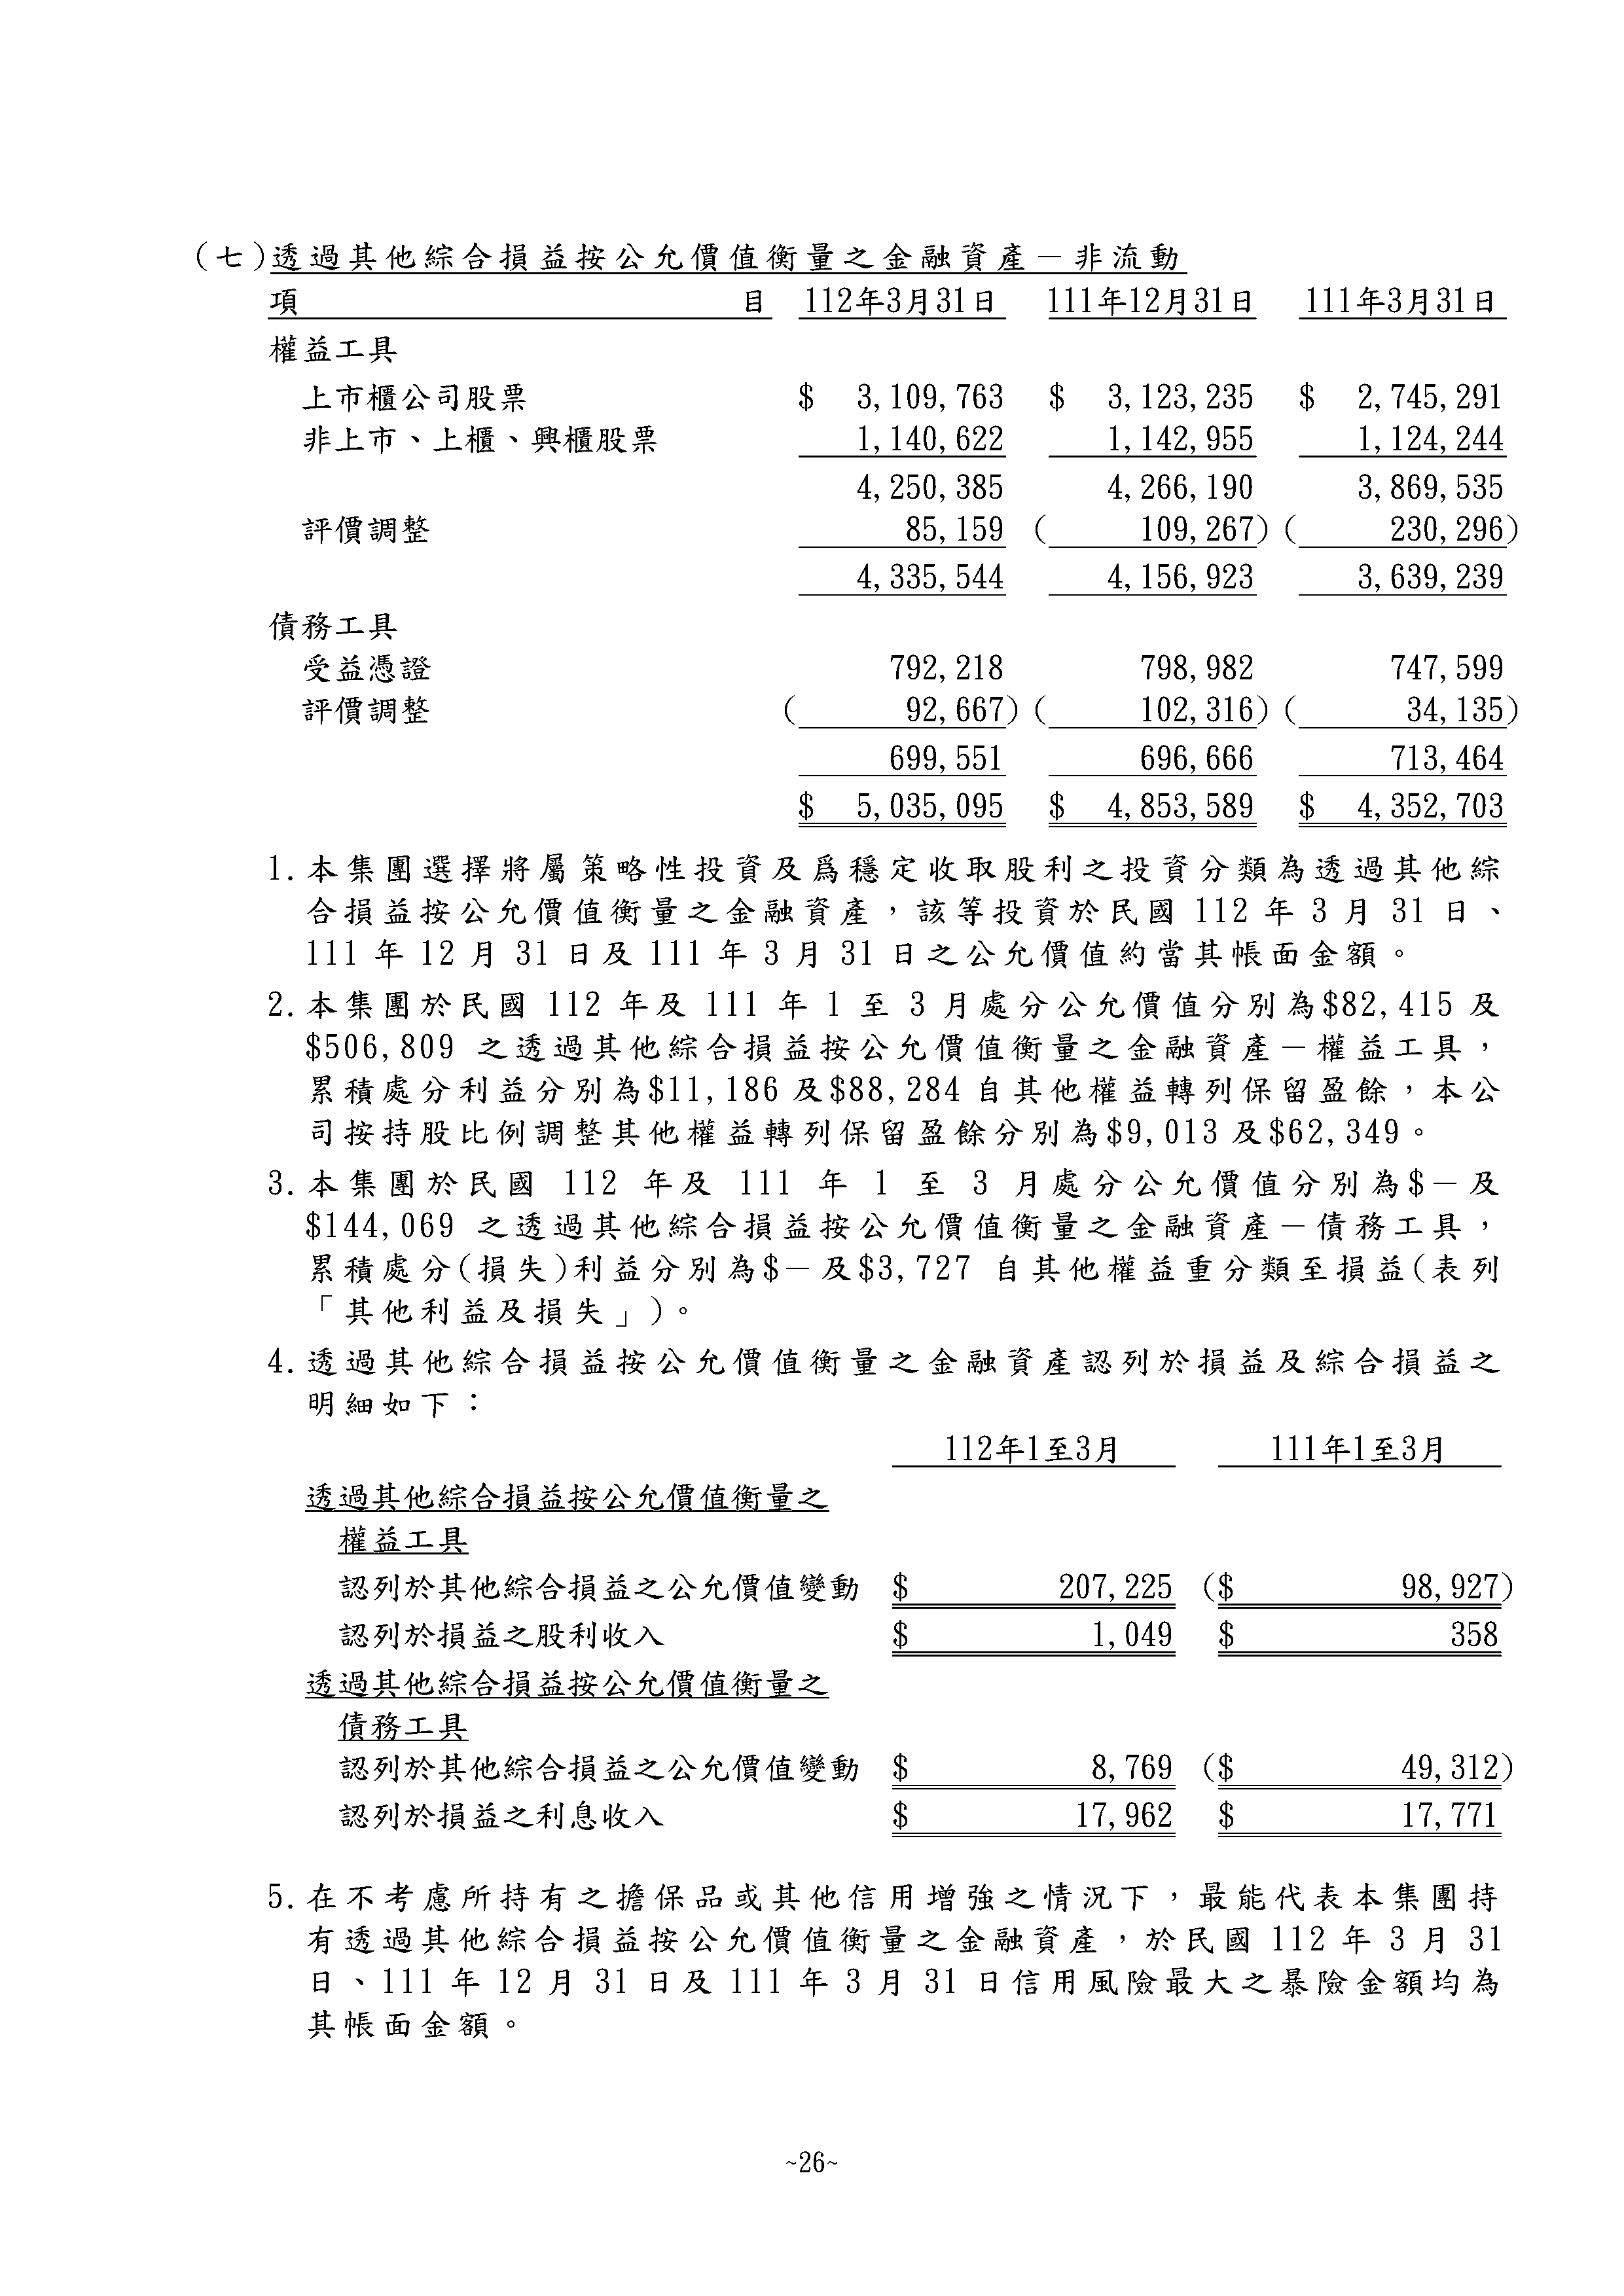 (七)透過其他綜合損益按公允價值衡量之金融資產－非流動
項 目 112年3月31日 111年12月31日 111年3月31日
權益工具
上市櫃公司股票 $ 3,109,763 $ 3,123,235 $ 2,745,291
非上市、上櫃、興櫃股票 1,140,622 1,142,955 1,124,244
4,250,385 4,266,190 3,869,535
評價調整 85,159 ( 109,267) ( 230,296)
4,335,544 4,156,923 3,639,239
債務工具
受益憑證 792,218 798,982 747,599
評價調整 ( 92,667) ( 102,316) ( 34,135)
699,551 696,666 713,464
$ 5,035,095 $ 4,853,589 $ 4,352,703
1.本集團選擇將屬策略性投資及爲穩定收取股利之投資分類為透過其他綜
合損益按公允價值衡量之金融資產，該等投資於民國 112 年 3 月 31 日、
111 年 12 月 31 日及 111 年 3 月 31 日之公允價值約當其帳面金額。
2.本集團於民國 112 年及 111 年 1 至 3 月處分公允價值分別為$82,415 及
$506,809 之透過其他綜合損益按公允價值衡量之金融資產－權益工具，
累積處分利益分別為$11,186 及$88,284 自其他權益轉列保留盈餘，本公
司按持股比例調整其他權益轉列保留盈餘分別為$9,013 及$62,349。
3.本集團於民國 112 年及 111 年 1 至 3 月處分公允價值分別為$－及
$144,069 之透過其他綜合損益按公允價值衡量之金融資產－債務工具，
累積處分(損失)利益分別為$－及$3,727 自其他權益重分類至損益(表列
「其他利益及損失」)。
4.透過其他綜合損益按公允價值衡量之金融資產認列於損益及綜合損益之
明細如下：
112年1至3月 111年1至3月
透過其他綜合損益按公允價值衡量之
權益工具
認列於其他綜合損益之公允價值變動 $ 207,225 ($ 98,927)
認列於損益之股利收入 $ 1,049 $ 358
透過其他綜合損益按公允價值衡量之
債務工具
認列於其他綜合損益之公允價值變動 $ 8,769 ($ 49,312)
認列於損益之利息收入 $ 17,962 $ 17,771
5.在不考慮所持有之擔保品或其他信用增強之情況下，最能代表本集團持
有透過其他綜合損益按公允價值衡量之金融資產，於民國 112 年 3 月 31
日、111 年 12 月 31 日及 111 年 3 月 31 日信用風險最大之暴險金額均為
其帳面金額。
~26~